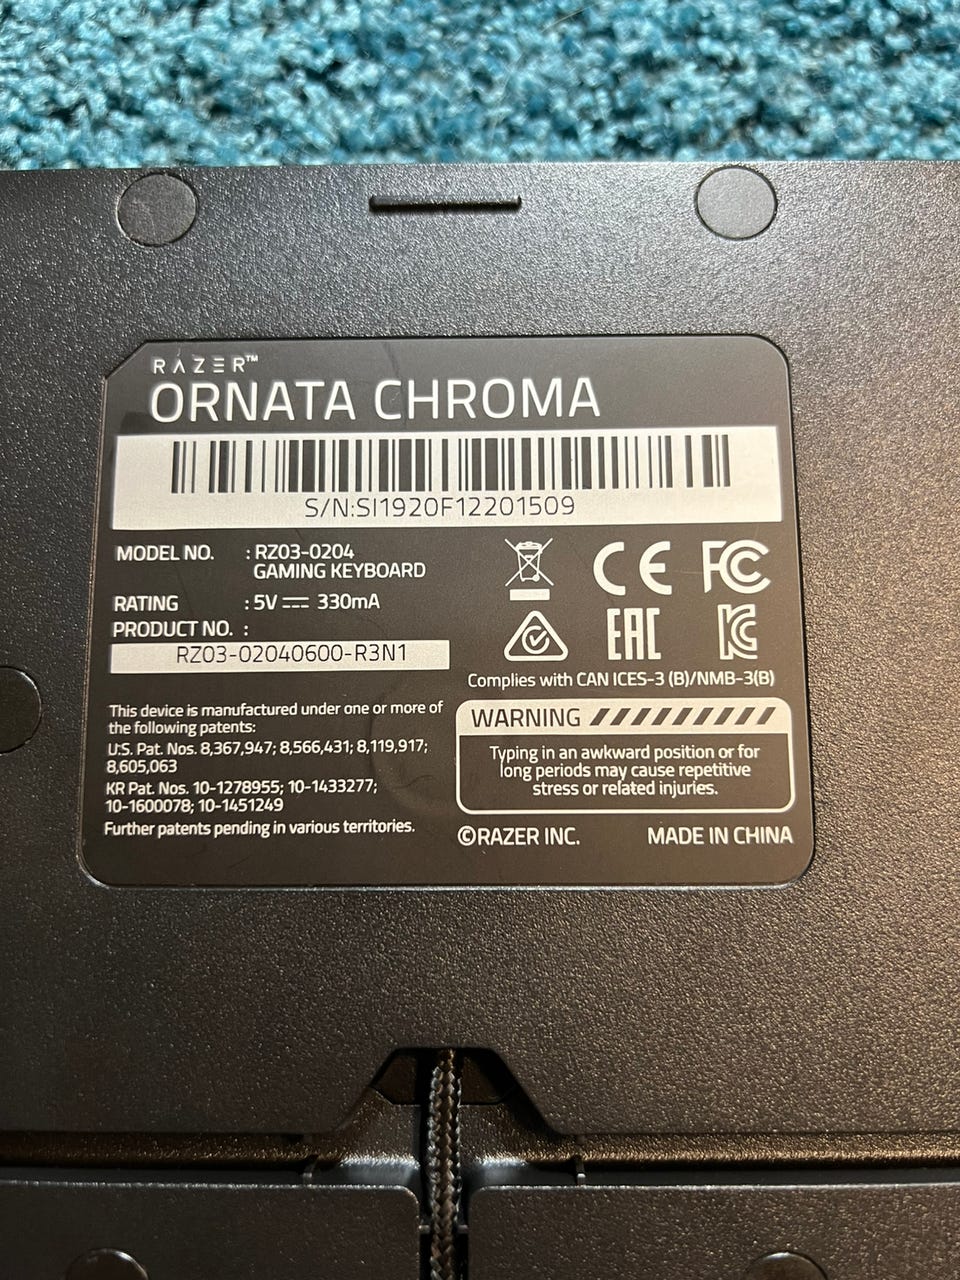 RAZER™
ORNATA CHROMA
S/N:SI1920F12201509
MODEL NO. : RZ03-0204
GAMING KEYBOARD
RATING : 5V ⎓ 330mA
PRODUCT NO. :
RZ03-02040600-R3N1
This device is manufactured under one or more of
the following patents:
U.S. Pat. Nos. 8,367,947; 8,566,431; 8,119,917;
8,605,063
KR Pat. Nos. 10-1278955; 10-1433277;
10-1600078; 10-1451249
Further patents pending in various territories.
CE FC
EAC KC
Complies with CAN ICES-3 (B)/NMB-3(B)
WARNING
Typing in an awkward position or for
long periods may cause repetitive
stress or related injuries.
©RAZER INC. MADE IN CHINA